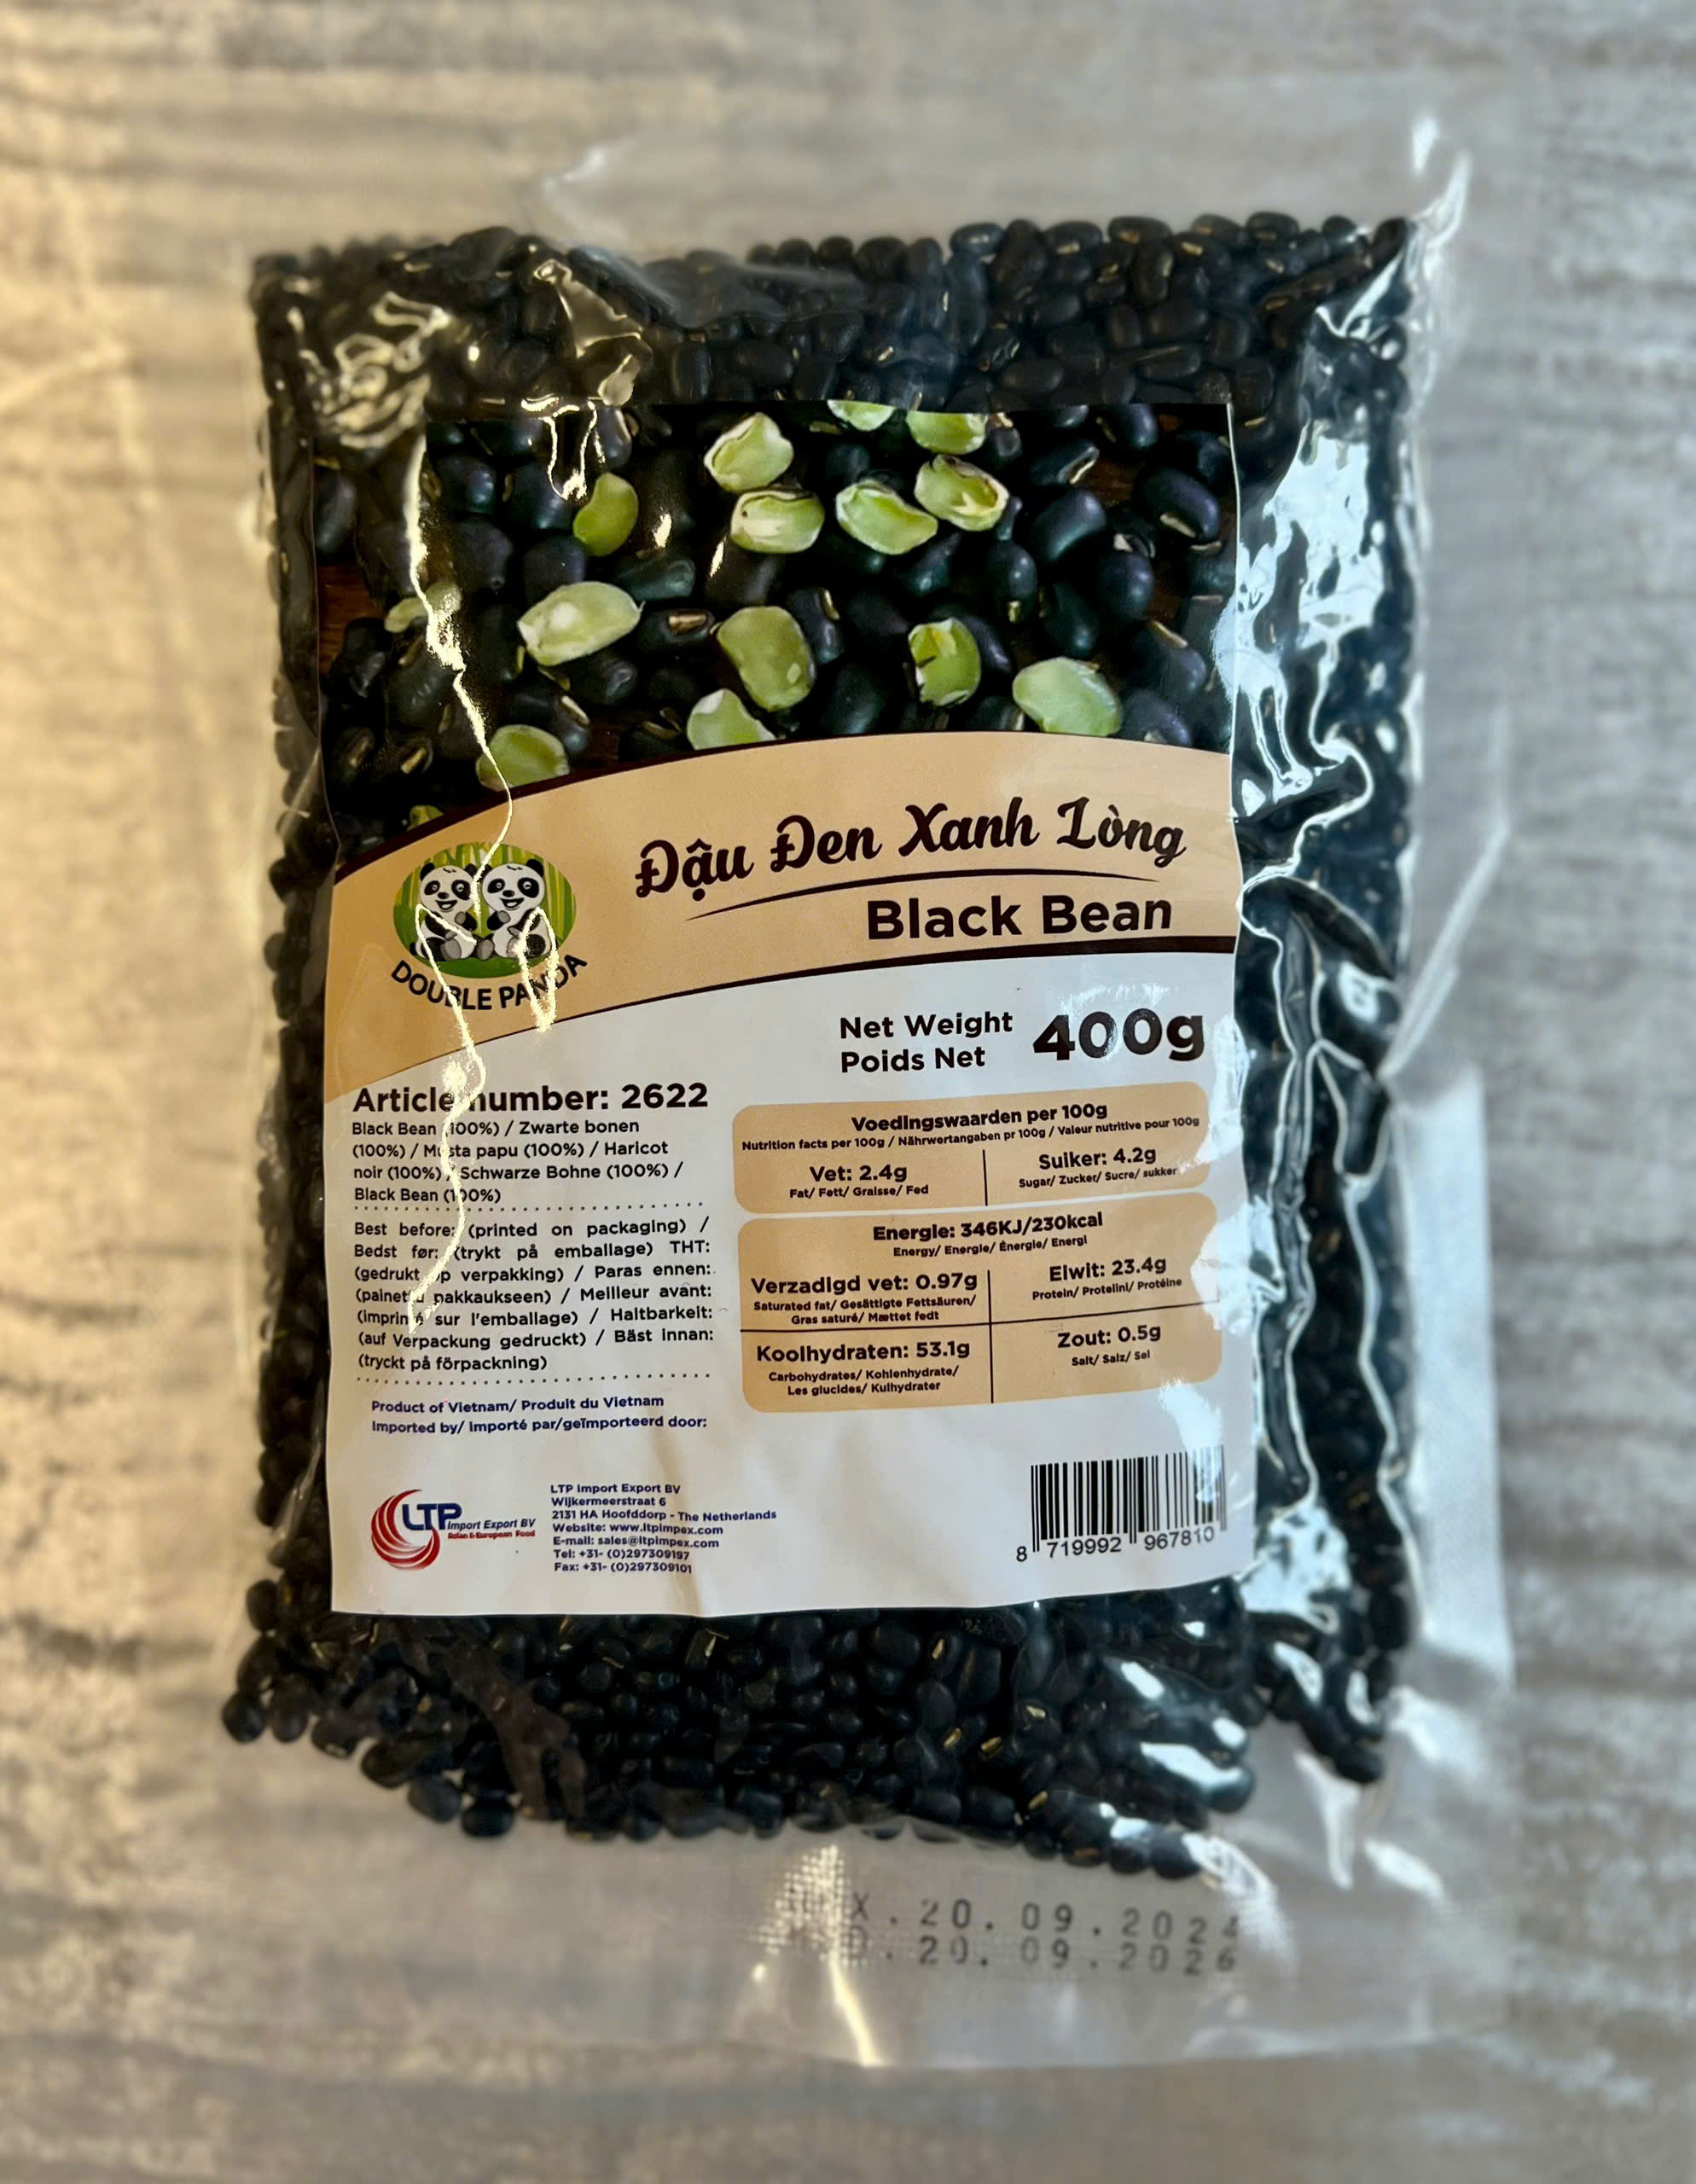 Đậu Đen Xanh Lòng
Black Bean
DOUBLE PANDA
Net Weight
Poids Net
400g
Article number: 2622
Black Bean (100%) / Zwarte bonen
(100%) / Musta papu (100%) / Haricot
noir (100%) / Schwarze Bohne (100%) /
Black Bean (100%)
Best before: (printed on packaging) /
Bedst før: (trykt på emballage) THT:
(gedrukt op verpakking) / Paras ennen:
(painettu pakkaukseen) / Meilleur avant:
(imprimé sur l'emballage) / Haltbarkeit:
(auf Verpackung gedruckt) / Bäst innan:
(tryckt på förpackning)
Product of Vietnam/ Produit du Vietnam
Imported by/ Importé par/geïmporteerd door:
Voedingswaarden per 100g
Nutrition facts per 100g / Nährwertangaben pr 100g / Valeur nutritive pour 100g
Vet: 2.4g
Fat/ Fett/ Graisse/ Fed
Suiker: 4.2g
Sugar/ Zucker/ Sucre/ sukker
Energie: 346KJ/230kcal
Energy/ Energie/ Énergie/ Energi
Verzadigd vet: 0.97g
Saturated fat/ Gesättigte Fettsäuren/
Gras saturé/ Mættet fedt
Eiwit: 23.4g
Protein/ Proteiini/ Protéine
Koolhydraten: 53.1g
Carbohydrates/ Kohlenhydrate/
Les glucides/ Kulhydrater
Zout: 0.5g
Salt/ Salz/ Sel
LTP Import Export BV
Asian & European Food
LTP Import Export BV
Wijkermeerstraat 6
2131 HA Hoofddorp - The Netherlands
Website: www.ltpimpex.com
E-mail: sales@ltpimpex.com
Tel: +31- (0)297309197
Fax: +31- (0)297309101
8 719992 967810
X. 20. 09. 2024
D. 20. 09. 2026